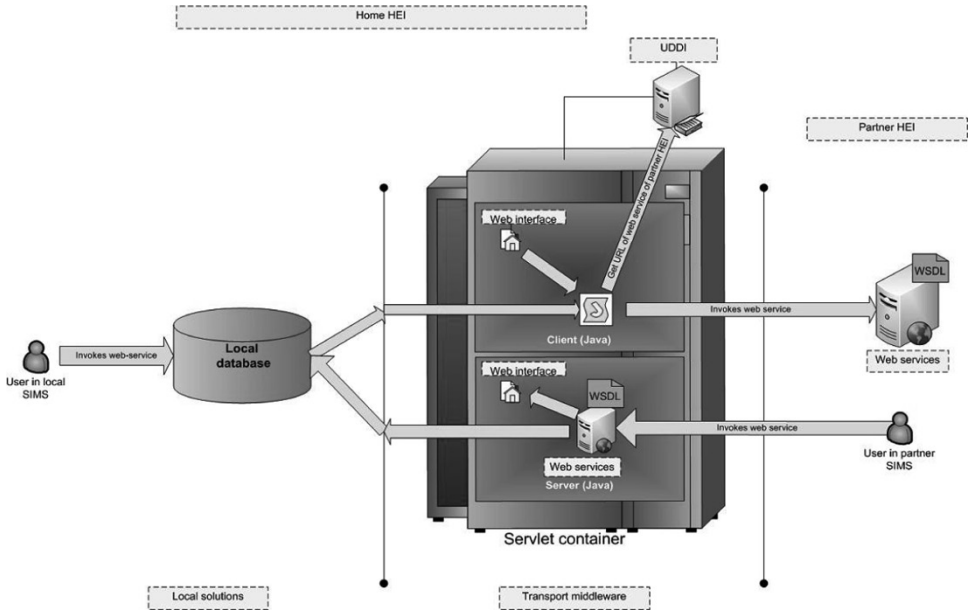 Home HEI
UDDI
Partner HEI
Get URL of web service of partner HEI
Web interface
WSDL
Invokes web service
Client (Java)
Web services
Local
database
Invokes web-service
User in local
SIMS
Web interface
WSDL
Invokes web service
Web services
Server (Java)
User in partner
SIMS
Servlet container
Local solutions
Transport middleware